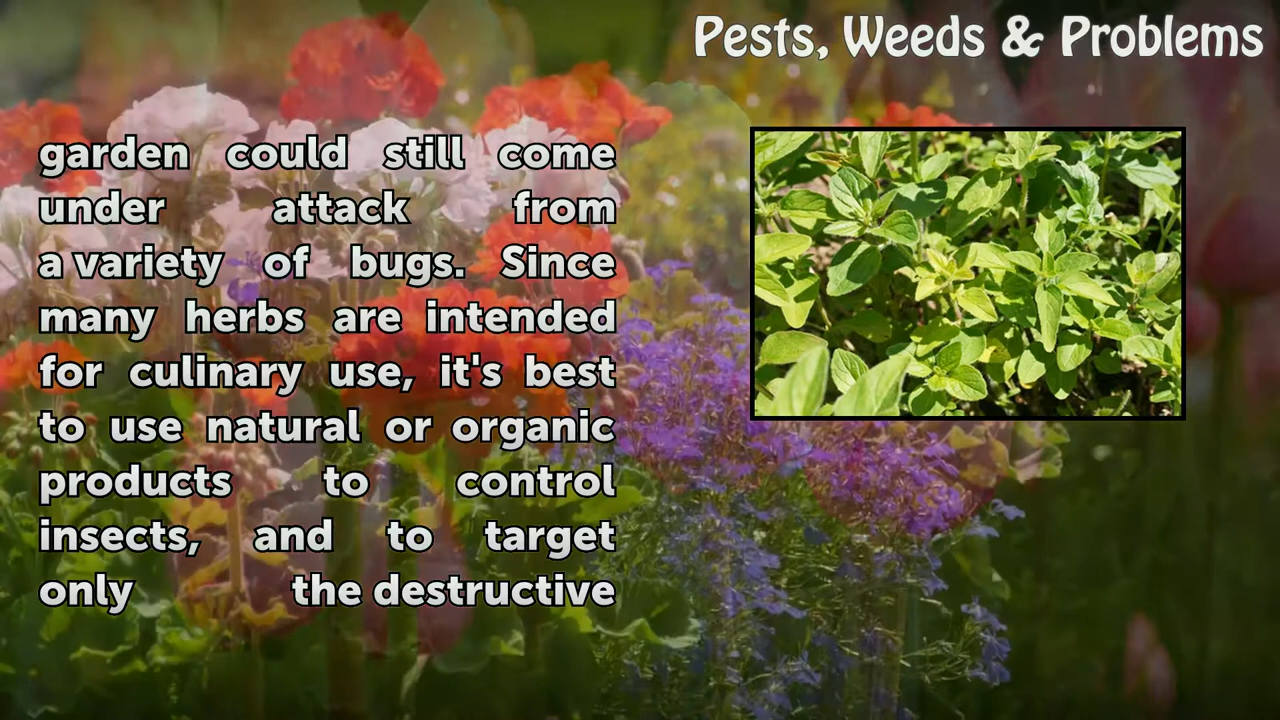 Pests, Weeds & Problems
garden could still come
under attack from
a variety of bugs. Since
many herbs are intended
for culinary use, it's best
to use natural or organic
products to control
insects, and to target
only the destructive